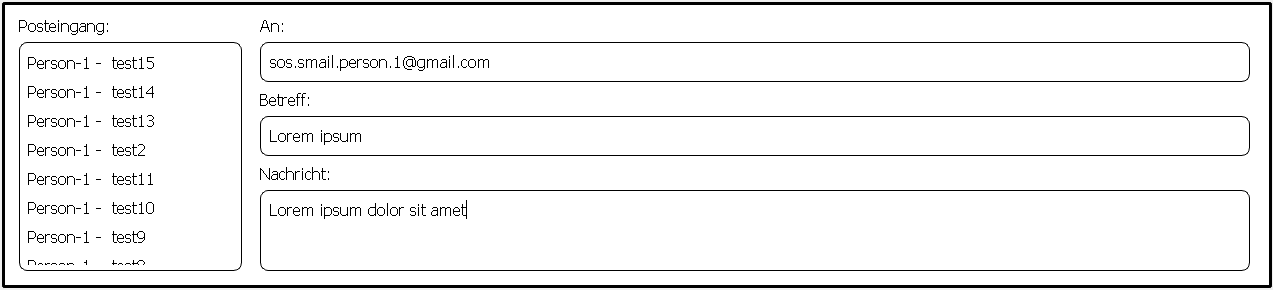 Posteingang:
Person-1 - test15
Person-1 - test14
Person-1 - test13
Person-1 - test2
Person-1 - test11
Person-1 - test10
Person-1 - test9
An:
sos.smail.person.1@gmail.com
Betreff:
Lorem ipsum
Nachricht:
Lorem ipsum dolor sit amet